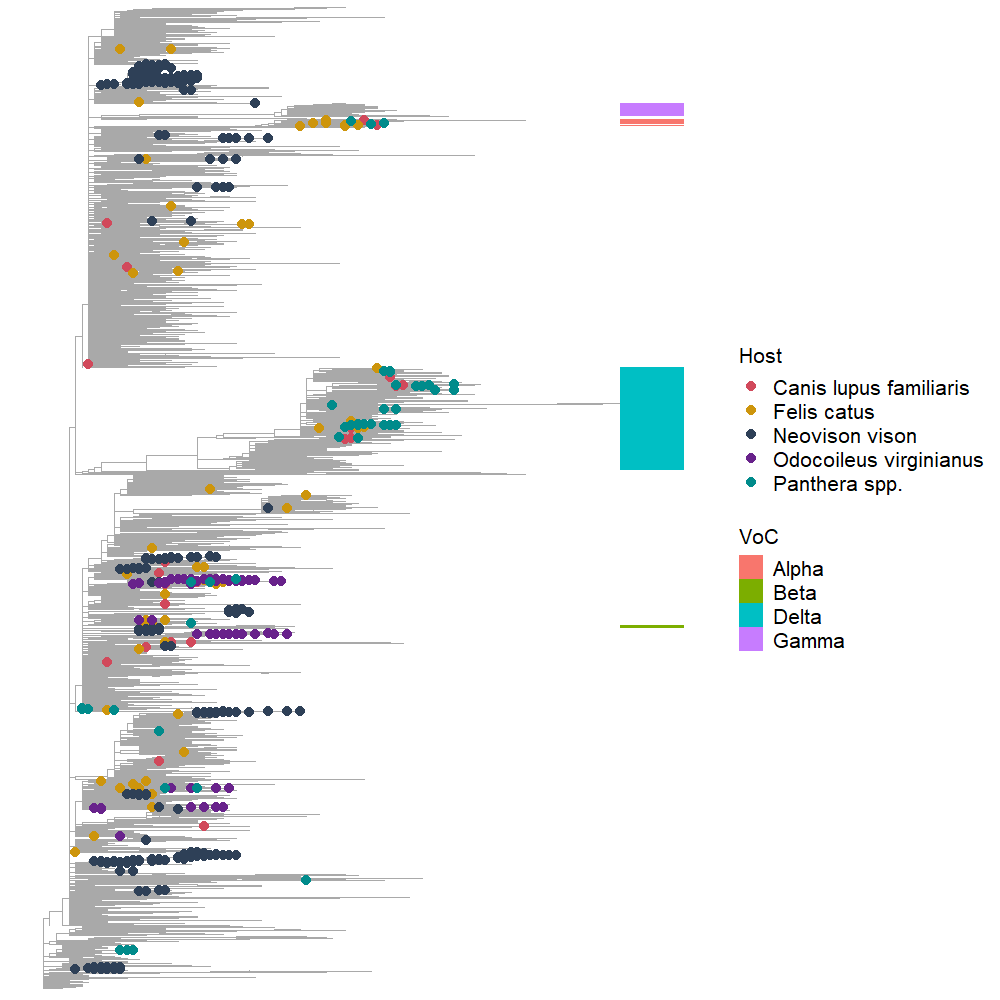 Host
Canis lupus familiaris
Felis catus
Neovison vison
Odocoileus virginianus
Panthera spp.
VoC
Alpha
Beta
Delta
Gamma